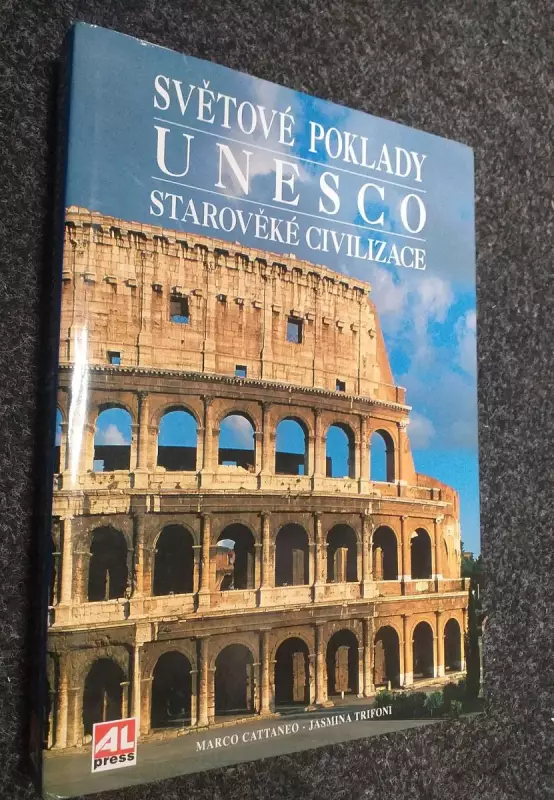 SVĚTOVÉ POKLADY
UNESCO
STAROVĚKÉ CIVILIZACE
MARCO CATTANEO - JASMINA TRIFONI
AL
press